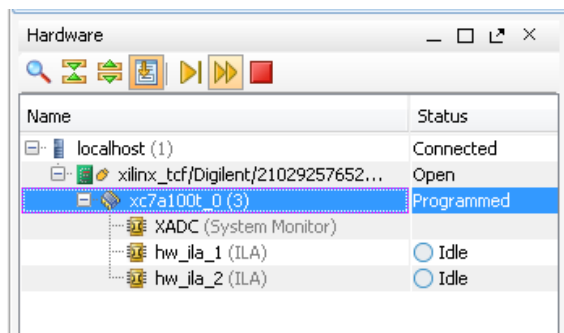 Hardware
Name Status
localhost (1) Connected
xilinx_tcf/Digilent/21029257652... Open
xc7a100t_0 (3) Programmed
XADC (System Monitor)
hw_ila_1 (ILA) Idle
hw_ila_2 (ILA) Idle